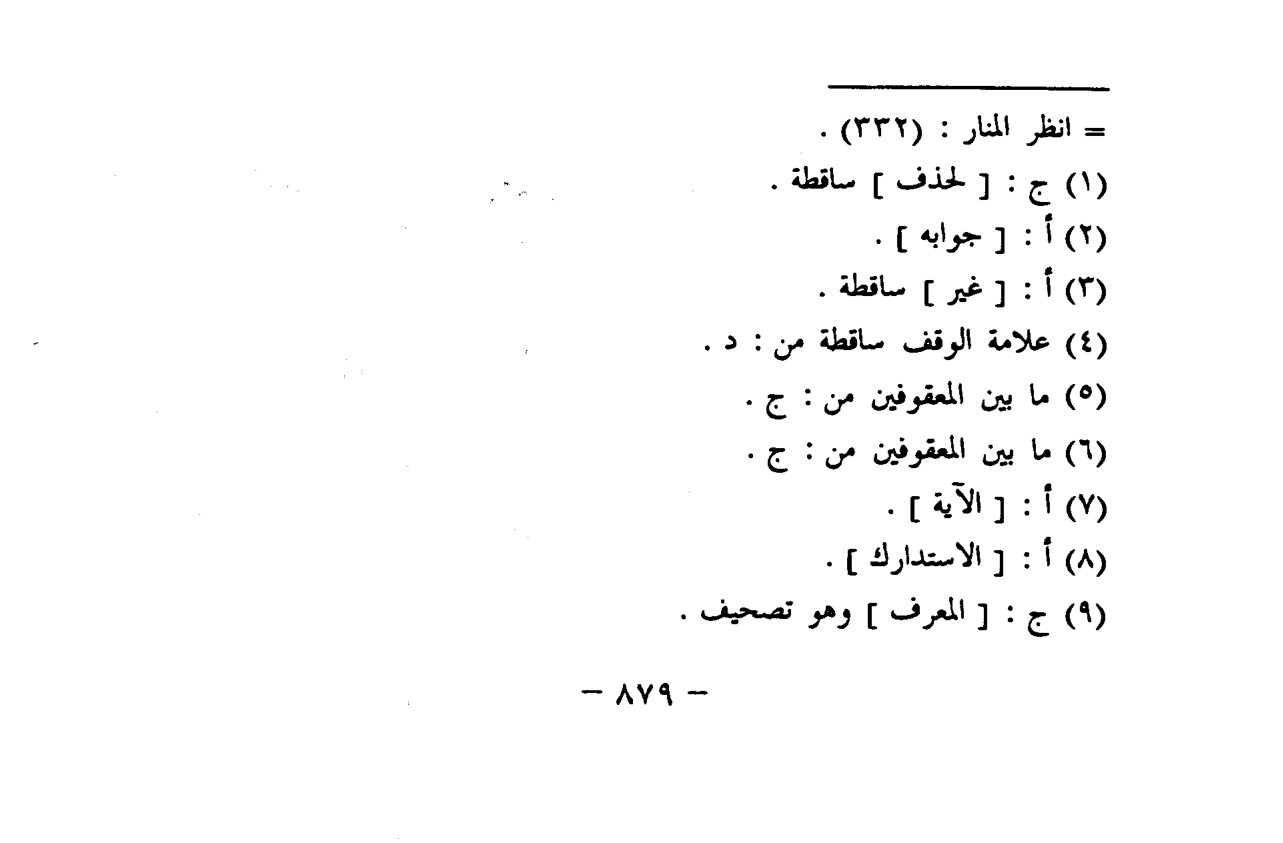 = انظر المنار : (٣٣٢) .
(١) ج : [ لحذف ] ساقطة .
(٢) أ : [ جوابه ] .
(٣) أ : [ غير ] ساقطة .
(٤) علامة الوقف ساقطة من : د .
(٥) ما بين المعقوفين من : ج .
(٦) ما بين المعقوفين من : ج .
(٧) أ : [ الآية ] .
(٨) أ : [ الاستدارك ] .
(٩) ج : [ المعرف ] وهو تصحيف .
– ٨٧٩ –